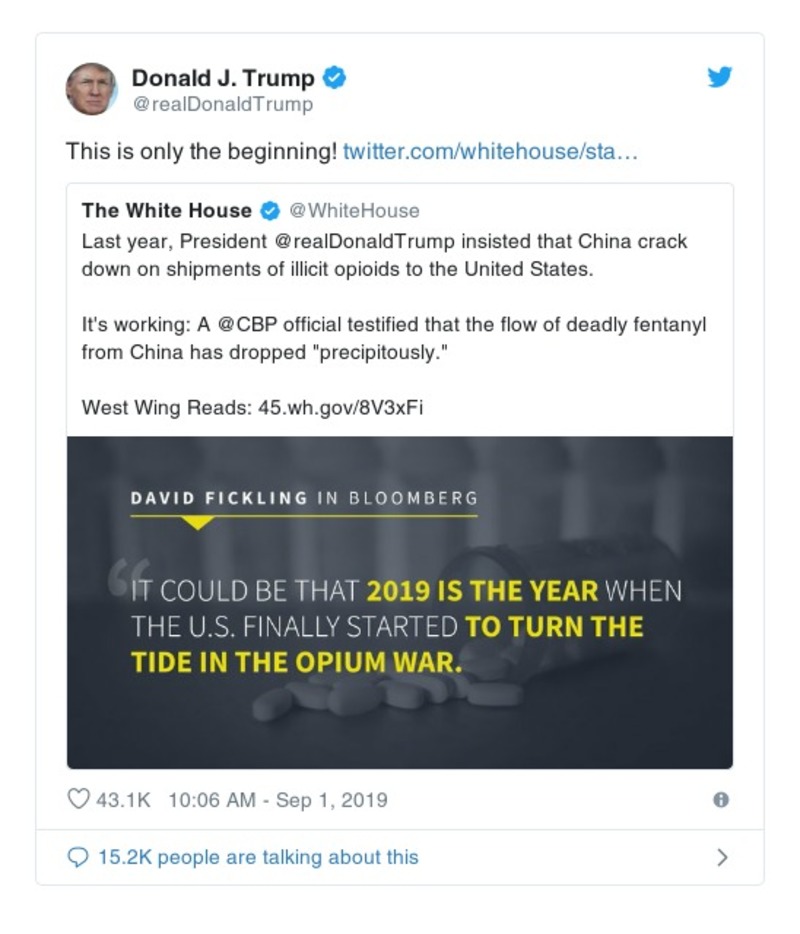 Donald J. Trump
@realDonaldTrump
This is only the beginning! twitter.com/whitehouse/sta…
The White House @WhiteHouse
Last year, President @realDonaldTrump insisted that China crack
down on shipments of illicit opioids to the United States.
It's working: A @CBP official testified that the flow of deadly fentanyl
from China has dropped "precipitously."
West Wing Reads: 45.wh.gov/8V3xFi
DAVID FICKLING IN BLOOMBERG
“IT COULD BE THAT 2019 IS THE YEAR WHEN
THE U.S. FINALLY STARTED TO TURN THE
TIDE IN THE OPIUM WAR.
43.1K 10:06 AM - Sep 1, 2019
15.2K people are talking about this